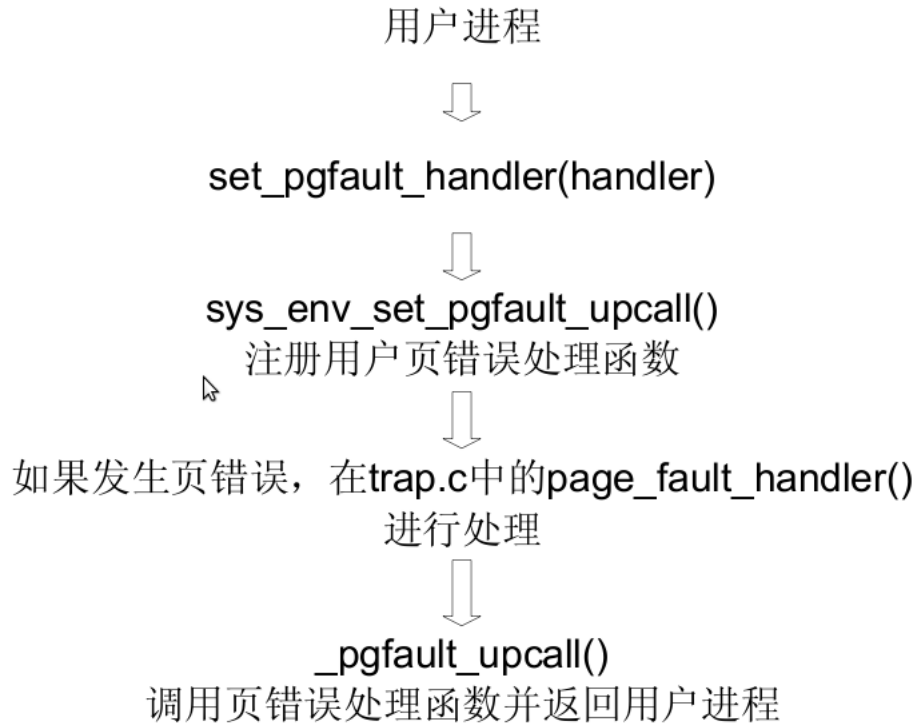 用户进程
set_pgfault_handler(handler)
sys_env_set_pgfault_upcall()
注册用户页错误处理函数
如果发生页错误，在trap.c中的page_fault_handler()
进行处理
_pgfault_upcall()
调用页错误处理函数并返回用户进程